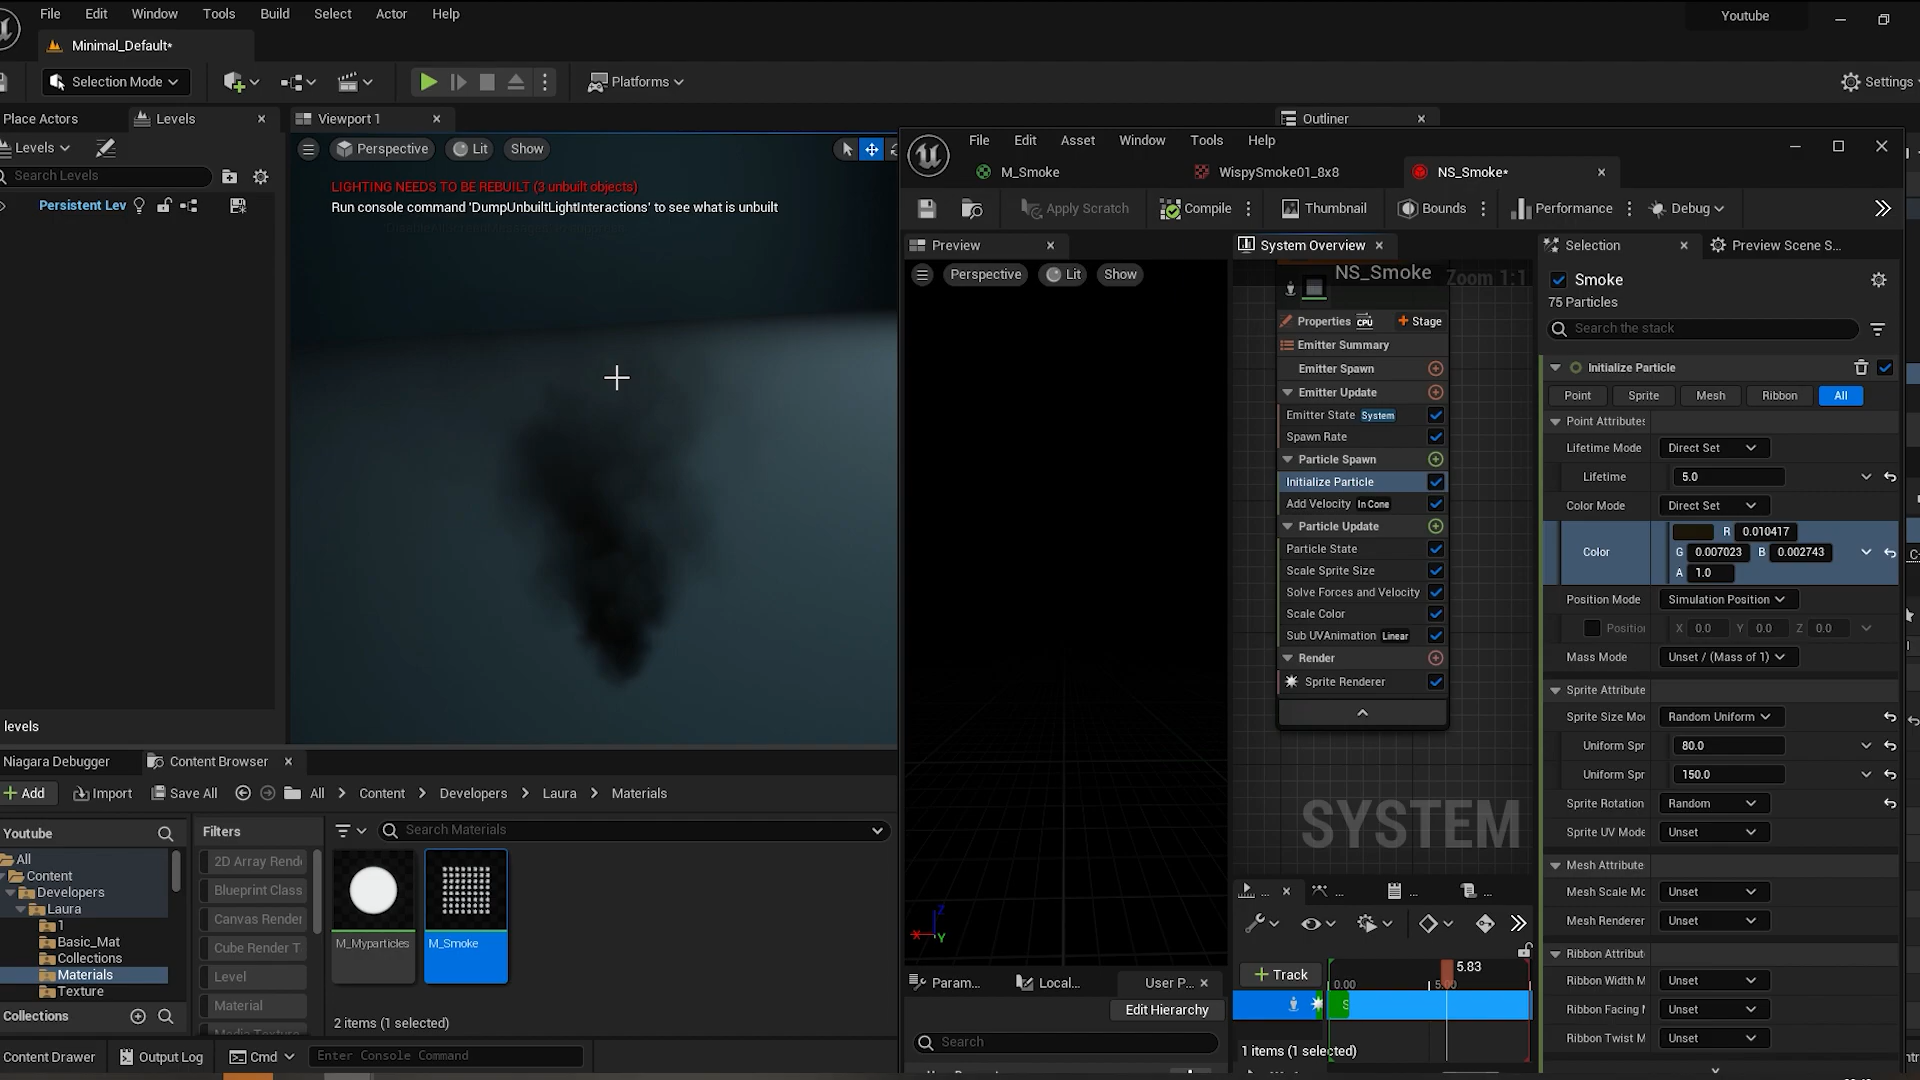 File Edit Window Tools Build Select Actor Help
Youtube
Minimal_Default*
Selection Mode
Platforms
Settings
Place Actors
Levels
Viewport 1
Outliner
Levels
Perspective
Lit
Show
Search Levels
LIGHTING NEEDS TO BE REBUILT (3 unbuilt objects)
Run console command 'DumpUnbuiltLightInteractions' to see what is unbuilt
Persistent Lev
levels
File Edit Asset Window Tools Help
M_Smoke
WispySmoke01_8x8
NS_Smoke*
Apply Scratch
Compile
Thumbnail
Bounds
Performance
Debug
Preview
System Overview
Selection
Preview Scene S...
Perspective
Lit
Show
NS_Smoke
Zoom 1:1
Properties CPU + Stage
Emitter Summary
Emitter Spawn
Emitter Update
Emitter State System
Spawn Rate
Particle Spawn
Initialize Particle
Add Velocity In Cone
Particle Update
Particle State
Scale Sprite Size
Solve Forces and Velocity
Scale Color
Sub UVAnimation Linear
Render
Sprite Renderer
SYSTEM
Smoke
75 Particles
Search the stack
Initialize Particle
Point Sprite Mesh Ribbon All
Point Attributes
Lifetime Mode Direct Set
Lifetime 5.0
Color Mode Direct Set
R 0.010417
Color G 0.007023 B 0.002743
A 1.0
Position Mode Simulation Position
Positior X 0.0 Y 0.0 Z 0.0
Mass Mode Unset / (Mass of 1)
Sprite Attribute
Sprite Size Mo Random Uniform
Uniform Spr 80.0
Uniform Spr 150.0
Sprite Rotation Random
Sprite UV Mode Unset
Mesh Attribute
Mesh Scale Mc Unset
Mesh Renderer Unset
Ribbon Attribut
Ribbon Width M Unset
Ribbon Facing M Unset
Ribbon Twist M Unset
Niagara Debugger
Content Browser
+ Add
Import
Save All
All > Content > Developers > Laura > Materials
Youtube
Filters
Search Materials
All
Content
Developers
Laura
1
Basic_Mat
Collections
Materials
Texture
Collections
2D Array Rende
Blueprint Class
Canvas Render
Cube Render T
Level
Material
M_Myparticles
M_Smoke
2 items (1 selected)
Content Drawer
Output Log
Cmd
Enter Console Command
Z
X
Y
Param...
Local...
User P...
Edit Hierarchy
Search
+ Track
0.00
5.83
S
1 items (1 selected)